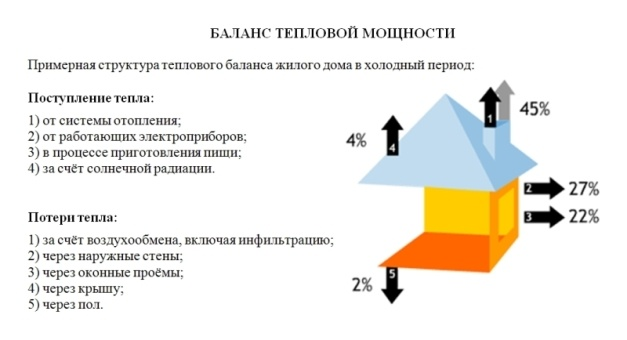 БАЛАНС ТЕПЛОВОЙ МОЩНОСТИ
Примерная структура теплового баланса жилого дома в холодный период:
Поступление тепла:
1) от системы отопления;
2) от работающих электроприборов;
3) в процессе приготовления пищи;
4) за счёт солнечной радиации.
Потери тепла:
1) за счёт воздухообмена, включая инфильтрацию;
2) через наружные стены;
3) через оконные проёмы;
4) через крышу;
5) через пол.
1 45%
4% 4
2 27%
3 22%
2% 5